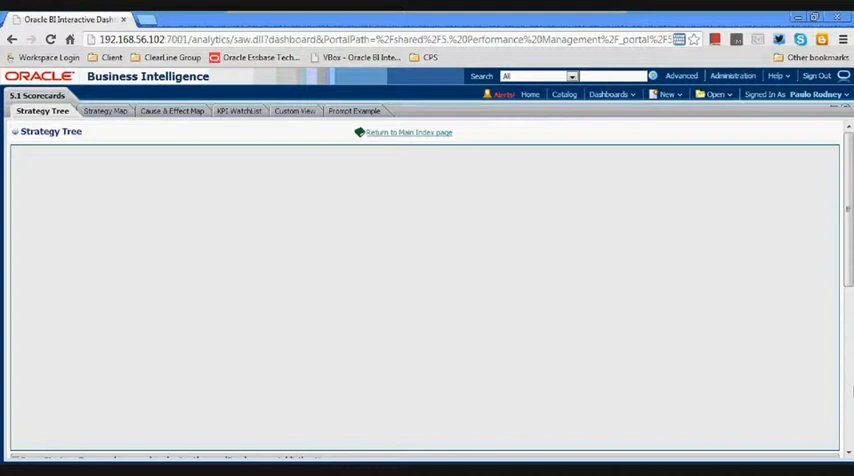 Oracle BI Interactive Dash
192.168.56.102:7001/analytics/saw.dll?dashboard&PortalPath=%2Fshared%2F5.%20Performance%20Management%2F_portal%2F5
Workspace Login Client ClearLine Group Oracle Essbase Tech... VBox - Oracle BI Inte... CPS Other bookmarks
ORACLE Business Intelligence Search All Advanced Administration Help Sign Out
5.1 Scorecards Alerts! Home Catalog Dashboards New Open Signed In As Paulo Rodney
Strategy Tree Strategy Map Cause & Effect Map KPI WatchList Custom View Prompt Example
Strategy Tree Return to Main Index page